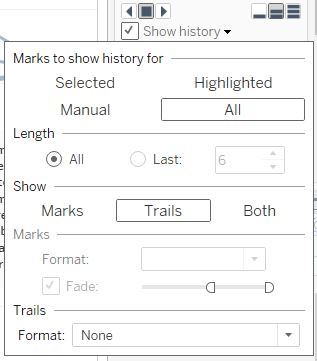 Show history
Marks to show history for
Selected Highlighted
Manual All
Length
All Last: 6
Show
Marks Trails Both
Marks
Format:
Fade:
Trails
Format: None